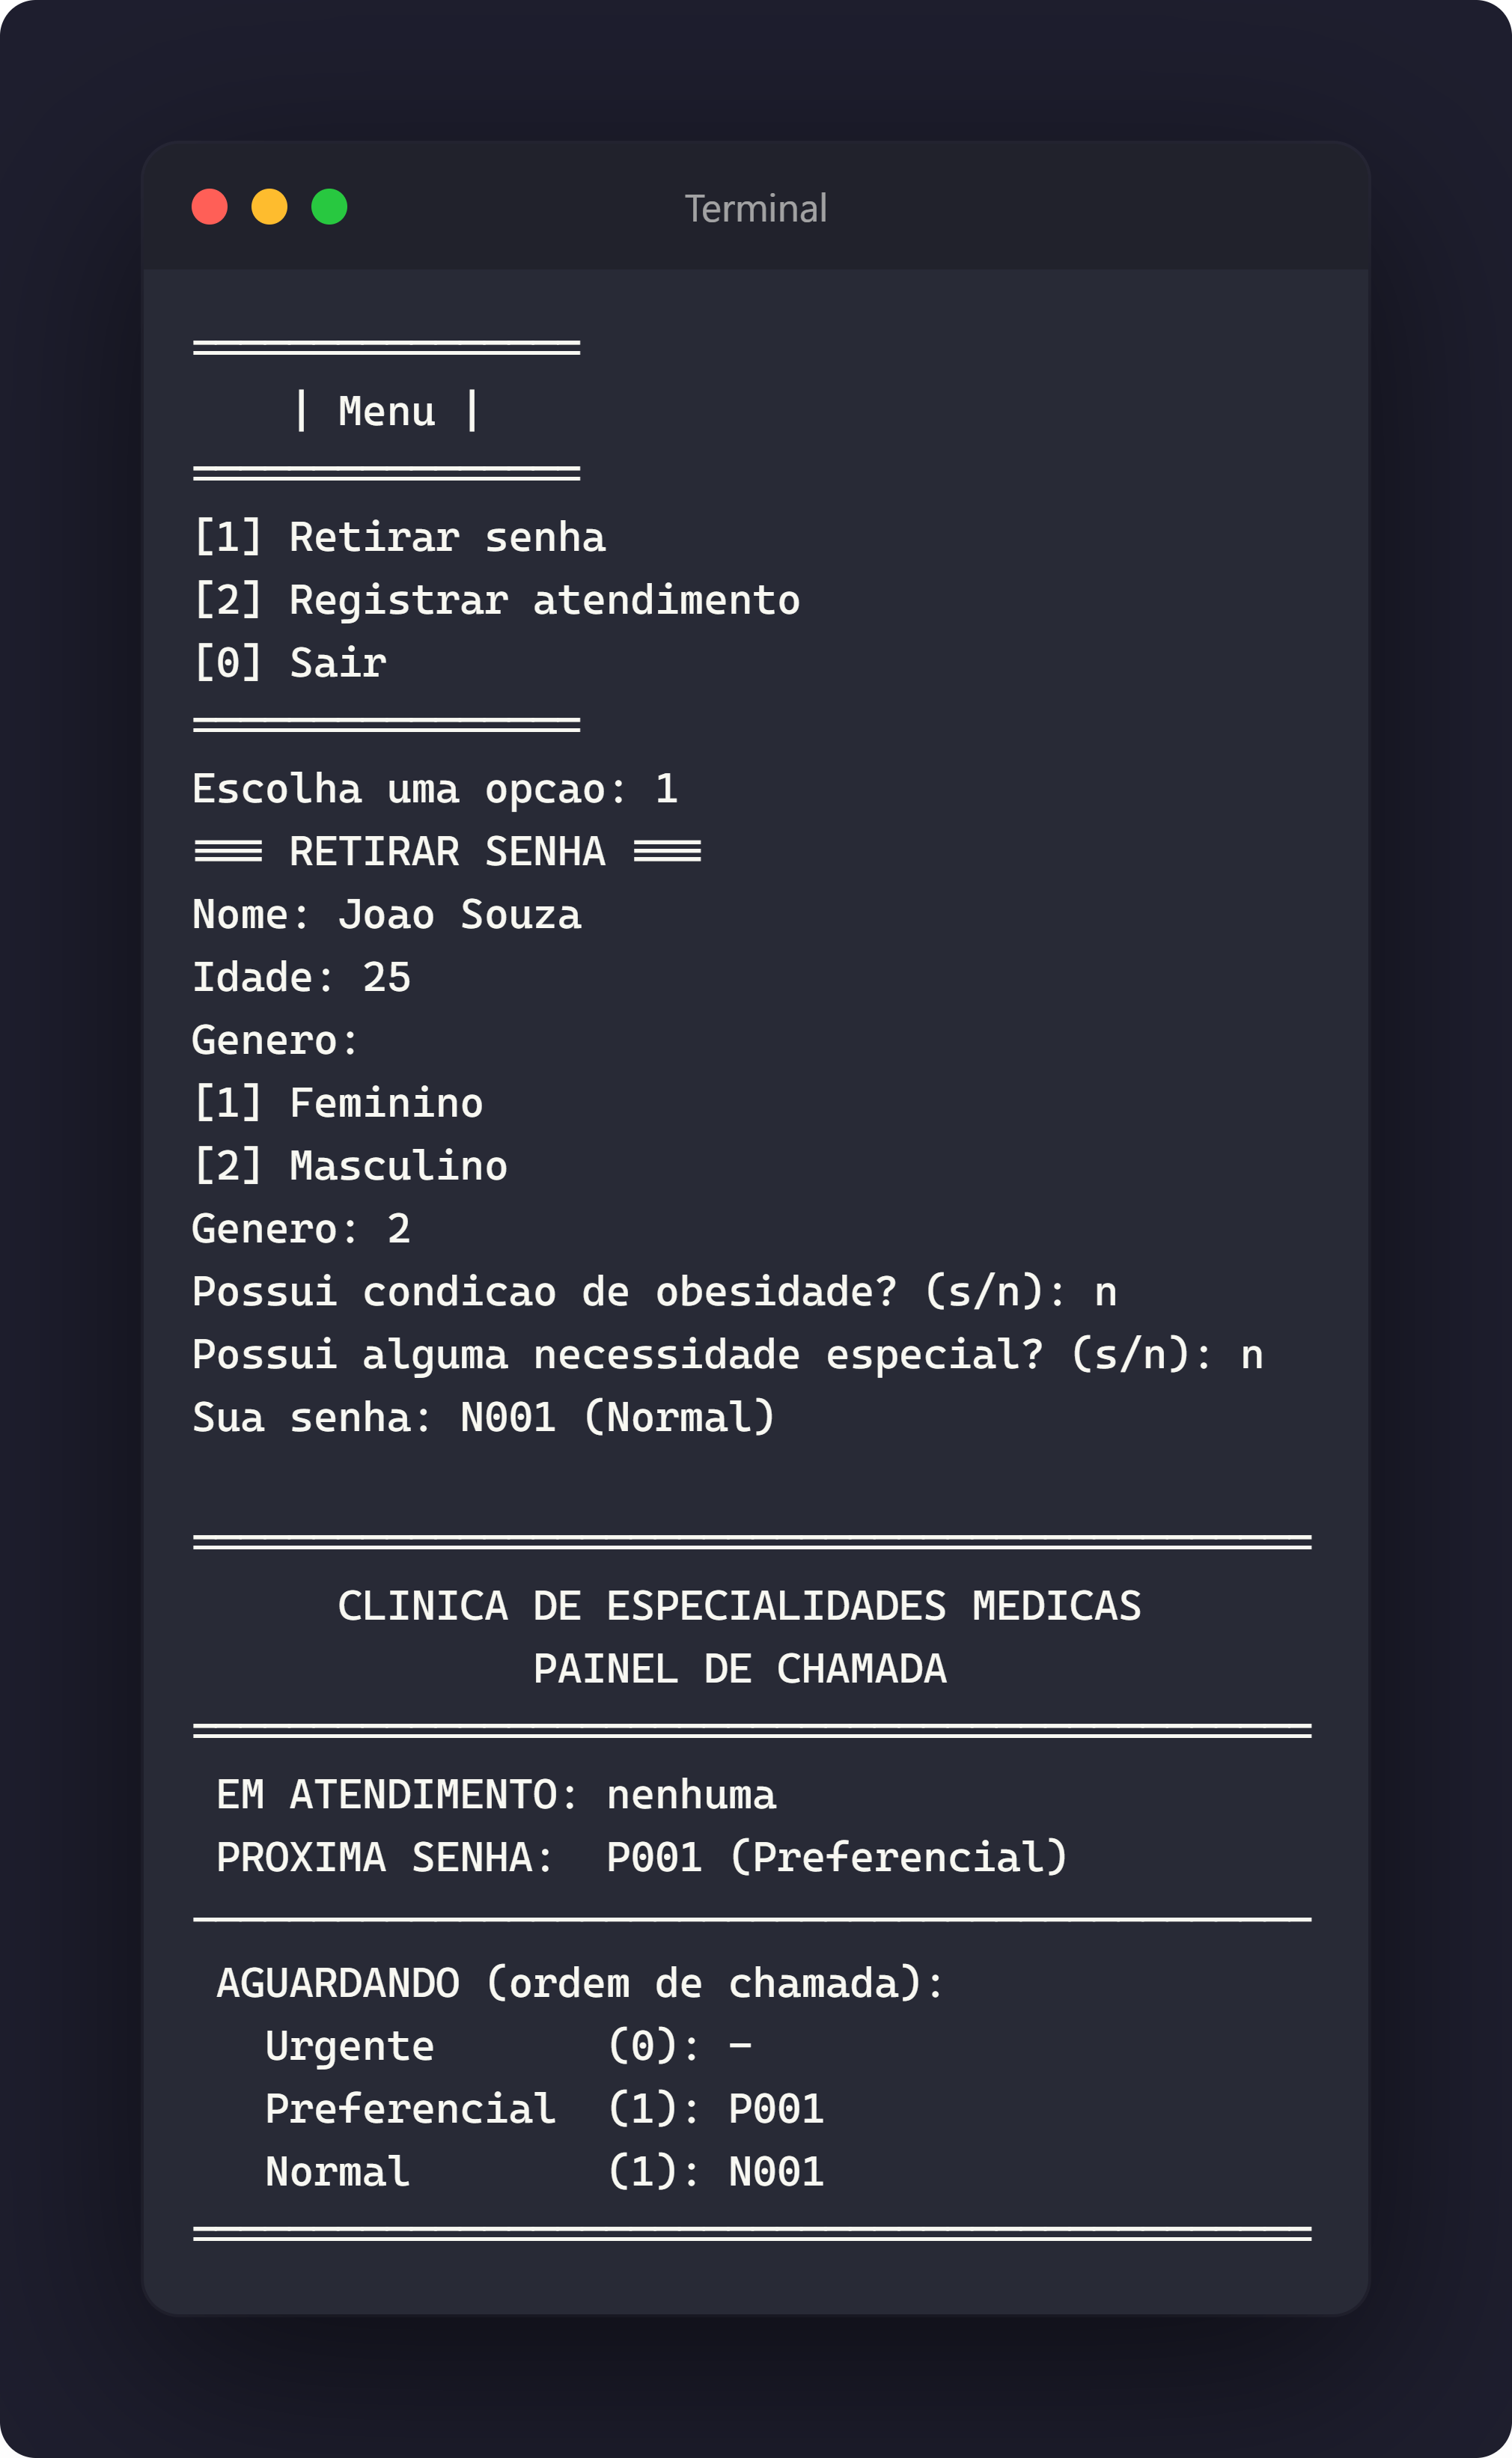 Terminal
================
    | Menu |
================
[1] Retirar senha
[2] Registrar atendimento
[0] Sair
================
Escolha uma opcao: 1
=== RETIRAR SENHA ===
Nome: Joao Souza
Idade: 25
Genero:
[1] Feminino
[2] Masculino
Genero: 2
Possui condicao de obesidade? (s/n): n
Possui alguma necessidade especial? (s/n): n
Sua senha: N001 (Normal)

==============================================
      CLINICA DE ESPECIALIDADES MEDICAS
              PAINEL DE CHAMADA
==============================================
 EM ATENDIMENTO: nenhuma
 PROXIMA SENHA:  P001 (Preferencial)
----------------------------------------------
 AGUARDANDO (ordem de chamada):
   Urgente       (0): -
   Preferencial  (1): P001
   Normal        (1): N001
==============================================